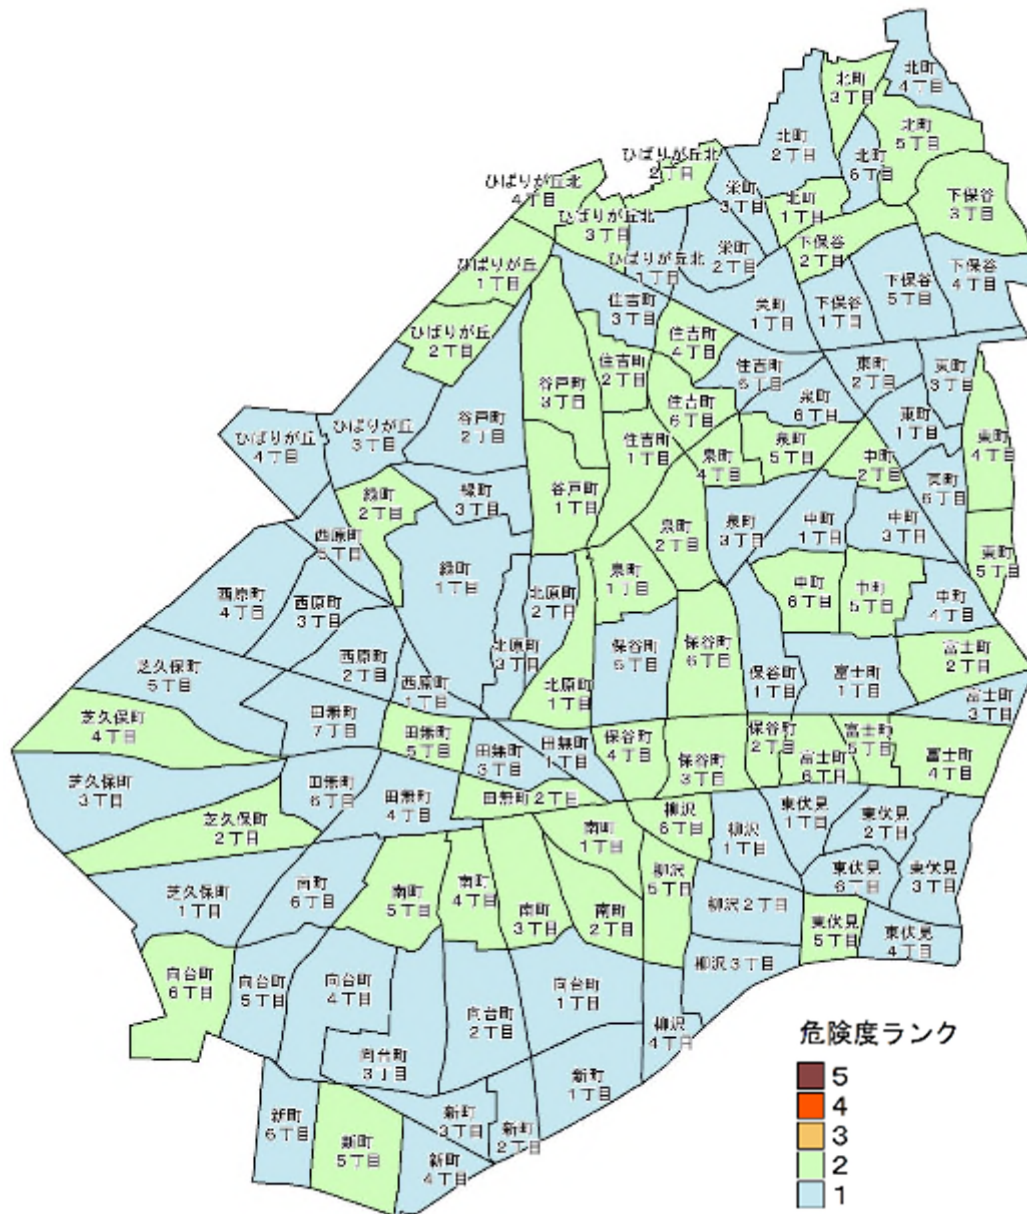 北町
4丁目
北町
3丁目
北町
5丁目
北町
2丁目
北町
6丁目
ひばりが丘北
2丁目
ひばりが丘北
4丁目
栄町
3丁目
北町
1丁目
下保谷
3丁目
ひばりが丘北
3丁目
栄町
2丁目
下保谷
2丁目
ひばりが丘北
1丁目
下保谷
4丁目
下保谷
5丁目
ひばりが丘
1丁目
住吉町
3丁目
栄町
1丁目
下保谷
1丁目
ひばりが丘
2丁目
住吉町
4丁目
住吉町
2丁目
住吉町
5丁目
東町
2丁目
東町
3丁目
谷戸町
3丁目
泉町
6丁目
住吉町
6丁目
東町
1丁目
東町
4丁目
ひばりが丘
4丁目
ひばりが丘
3丁目
谷戸町
2丁目
住吉町
1丁目
泉町
5丁目
泉町
4丁目
中町
2丁目
東町
6丁目
緑町
2丁目
緑町
3丁目
谷戸町
1丁目
西原町
5丁目
泉町
2丁目
泉町
3丁目
中町
1丁目
中町
3丁目
東町
5丁目
緑町
1丁目
泉町
1丁目
北原町
2丁目
西原町
4丁目
西原町
3丁目
中町
6丁目
中町
5丁目
中町
4丁目
北原町
3丁目
保谷町
5丁目
保谷町
6丁目
富士町
2丁目
芝久保町
5丁目
西原町
2丁目
西原町
1丁目
北原町
1丁目
保谷町
1丁目
富士町
1丁目
富士町
3丁目
芝久保町
4丁目
田無町
7丁目
田無町
5丁目
田無町
3丁目
田無町
1丁目
保谷町
4丁目
保谷町
3丁目
保谷町
2丁目
富士町
6丁目
富士町
5丁目
富士町
4丁目
芝久保町
3丁目
田無町
6丁目
田無町
4丁目
田無町2丁目
芝久保町
2丁目
南町
1丁目
柳沢
6丁目
柳沢
1丁目
東伏見
1丁目
東伏見
2丁目
芝久保町
1丁目
南町
6丁目
南町
5丁目
南町
4丁目
南町
3丁目
南町
2丁目
柳沢
5丁目
柳沢2丁目
東伏見
6丁目
東伏見
3丁目
東伏見
5丁目
東伏見
4丁目
向台町
6丁目
向台町
5丁目
向台町
4丁目
向台町
1丁目
柳沢3丁目
向台町
2丁目
柳沢
4丁目
向台町
3丁目
新町
1丁目
新町
6丁目
新町
3丁目
新町
2丁目
新町
5丁目
新町
4丁目
危険度ランク
5
4
3
2
1